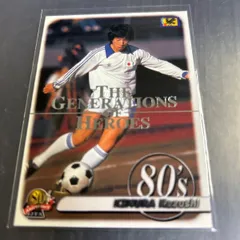 THE
GENERATIONS
OF
HEROES
80's
KIMURA Kazushi